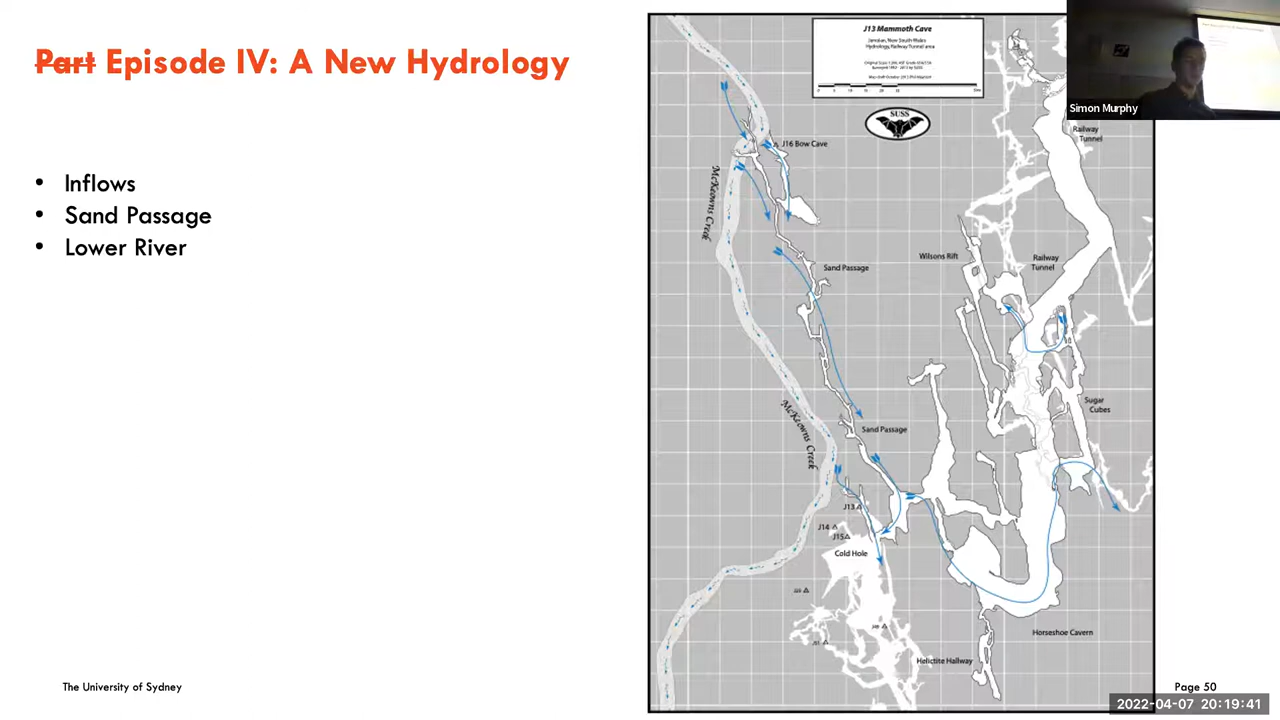 Part Episode IV: A New Hydrology
• Inflows
• Sand Passage
• Lower River
J13 Mammoth Cave
Jenolan, New South Wales
Hydrology, Railway Tunnel area
SUSS
Simon Murphy
Railway
Tunnel
J16 Bow Cave
McKeowns Creek
Sand Passage
Wilsons Rift
Railway
Tunnel
Sugar
Cubes
McKeowns Creek
Sand Passage
J13
J14
J15
Cold Hole
Horseshoe Cavern
Helictite Hallway
The University of Sydney
Page 50
2022-04-07 20:19:41